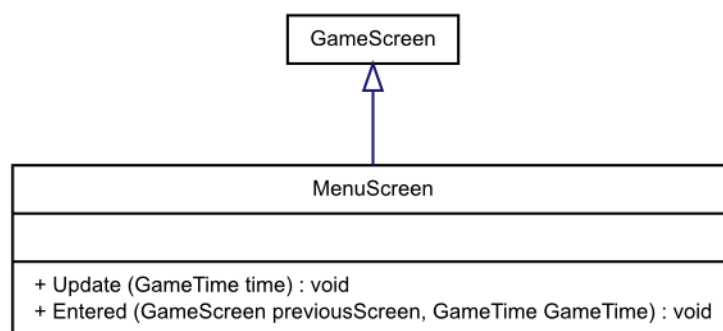 GameScreen
MenuScreen
+ Update (GameTime time) : void
+ Entered (GameScreen previousScreen, GameTime GameTime) : void